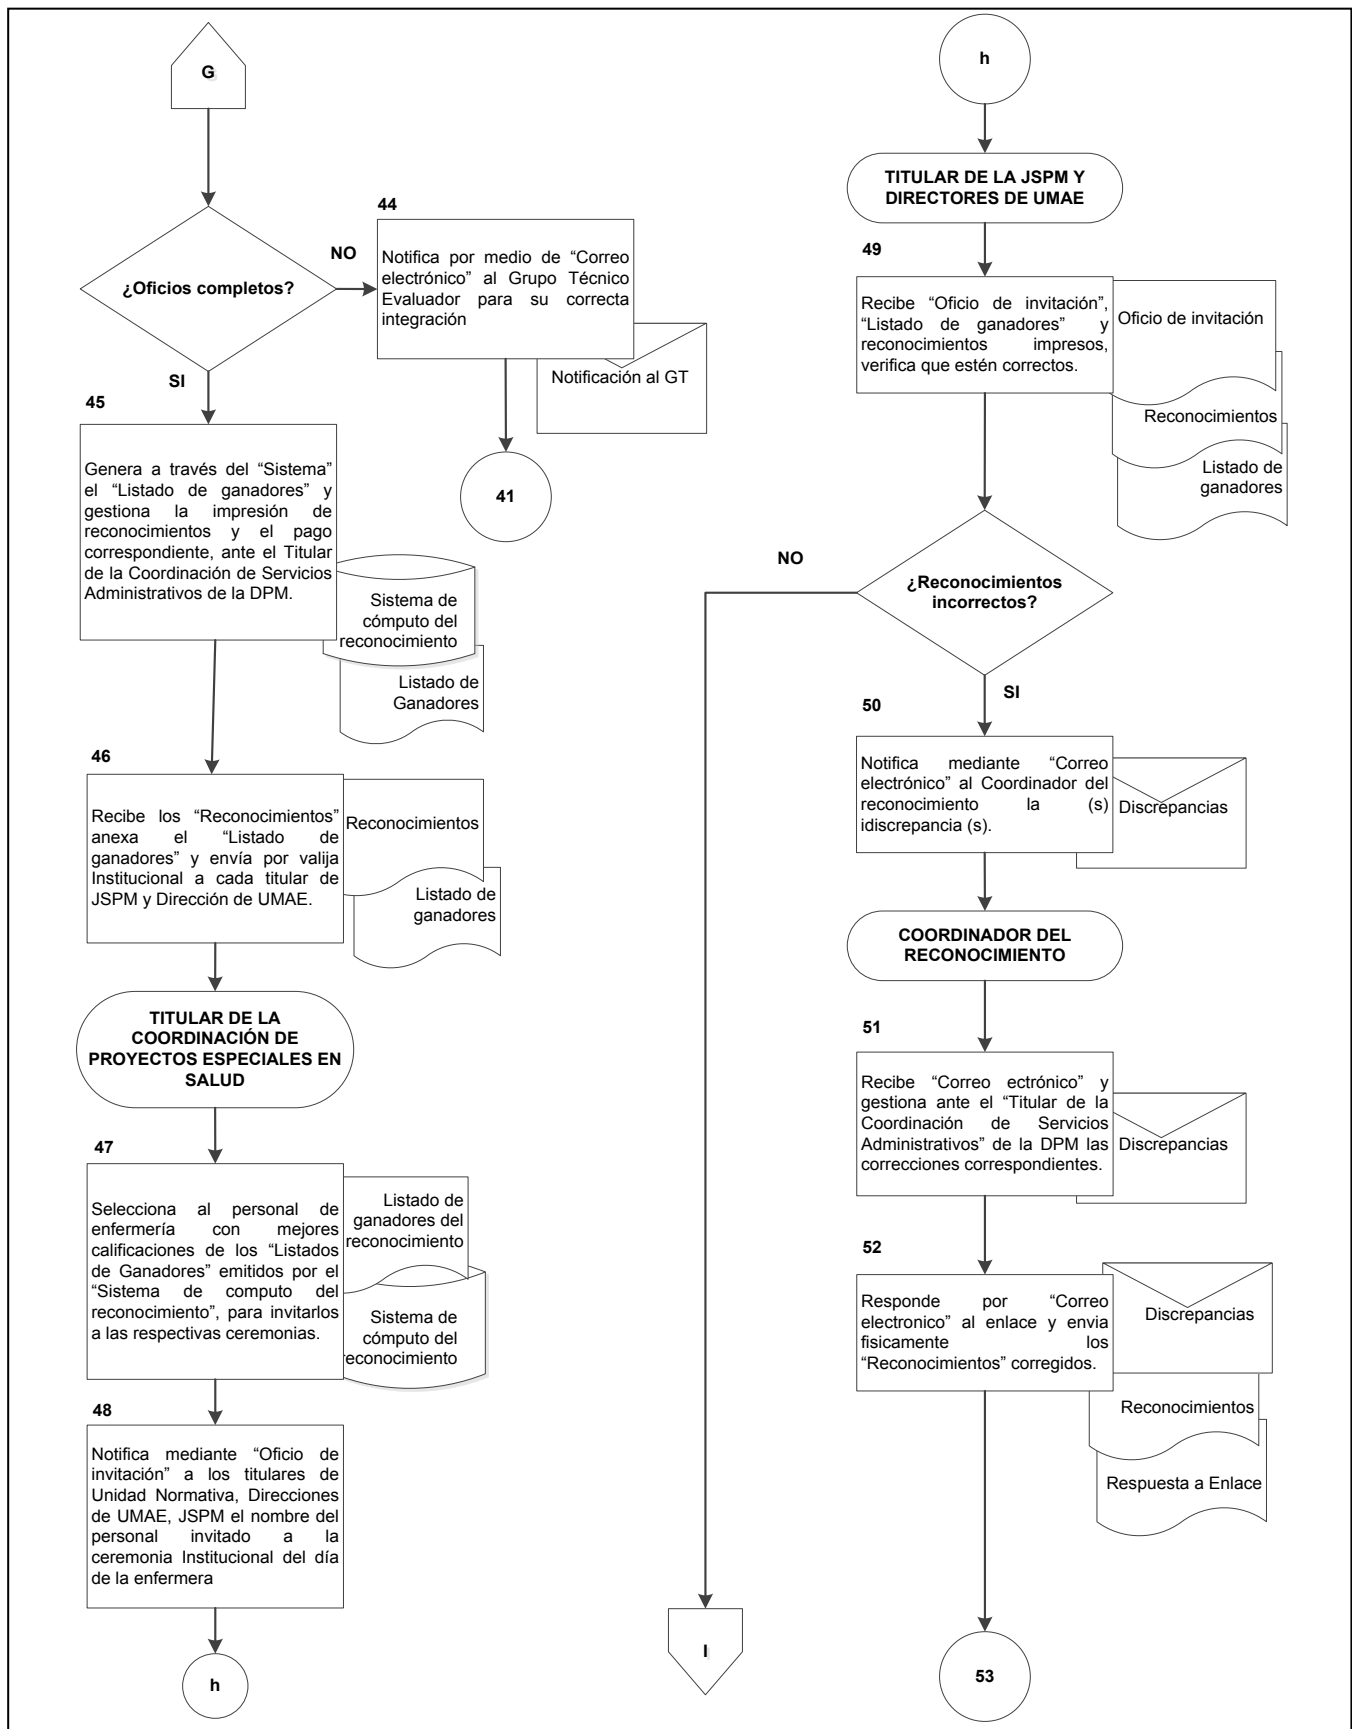 G
¿Oficios completos?
NO
44
Notifica por medio de “Correo
electrónico” al Grupo Técnico
Evaluador para su correcta
integración
Notificación al GT
41
SI
45
Genera a través del “Sistema”
el “Listado de ganadores” y
gestiona la impresión de
reconocimientos y el pago
correspondiente, ante el Titular
de la Coordinación de Servicios
Administrativos de la DPM.
Sistema de
cómputo del
reconocimiento
Listado de
Ganadores
46
Recibe los “Reconocimientos”
anexa el “Listado de
ganadores” y envía por valija
Institucional a cada titular de
JSPM y Dirección de UMAE.
Reconocimientos
Listado de
ganadores
TITULAR DE LA
COORDINACIÓN DE
PROYECTOS ESPECIALES EN
SALUD
47
Selecciona al personal de
enfermería con mejores
calificaciones de los “Listados
de Ganadores” emitidos por el
“Sistema de computo del
reconocimiento”, para invitarlos
a las respectivas ceremonias.
Listado de
ganadores del
reconocimiento
Sistema de
cómputo del
reconocimiento
48
Notifica mediante “Oficio de
invitación” a los titulares de
Unidad Normativa, Direcciones
de UMAE, JSPM el nombre del
personal invitado a la
ceremonia Institucional del día
de la enfermera
h
h
TITULAR DE LA JSPM Y
DIRECTORES DE UMAE
49
Recibe “Oficio de invitación”,
“Listado de ganadores” y
reconocimientos impresos,
verifica que estén correctos.
Oficio de invitación
Reconocimientos
Listado de
ganadores
NO
¿Reconocimientos
incorrectos?
SI
50
Notifica mediante “Correo
electrónico” al Coordinador del
reconocimiento la (s)
idiscrepancia (s).
Discrepancias
COORDINADOR DEL
RECONOCIMIENTO
51
Recibe “Correo ectrónico” y
gestiona ante el “Titular de la
Coordinación de Servicios
Administrativos” de la DPM las
correcciones correspondientes.
Discrepancias
52
Responde por “Correo
electronico” al enlace y envia
fisicamente los
“Reconocimientos” corregidos.
Discrepancias
Reconocimientos
Respuesta a Enlace
I
53